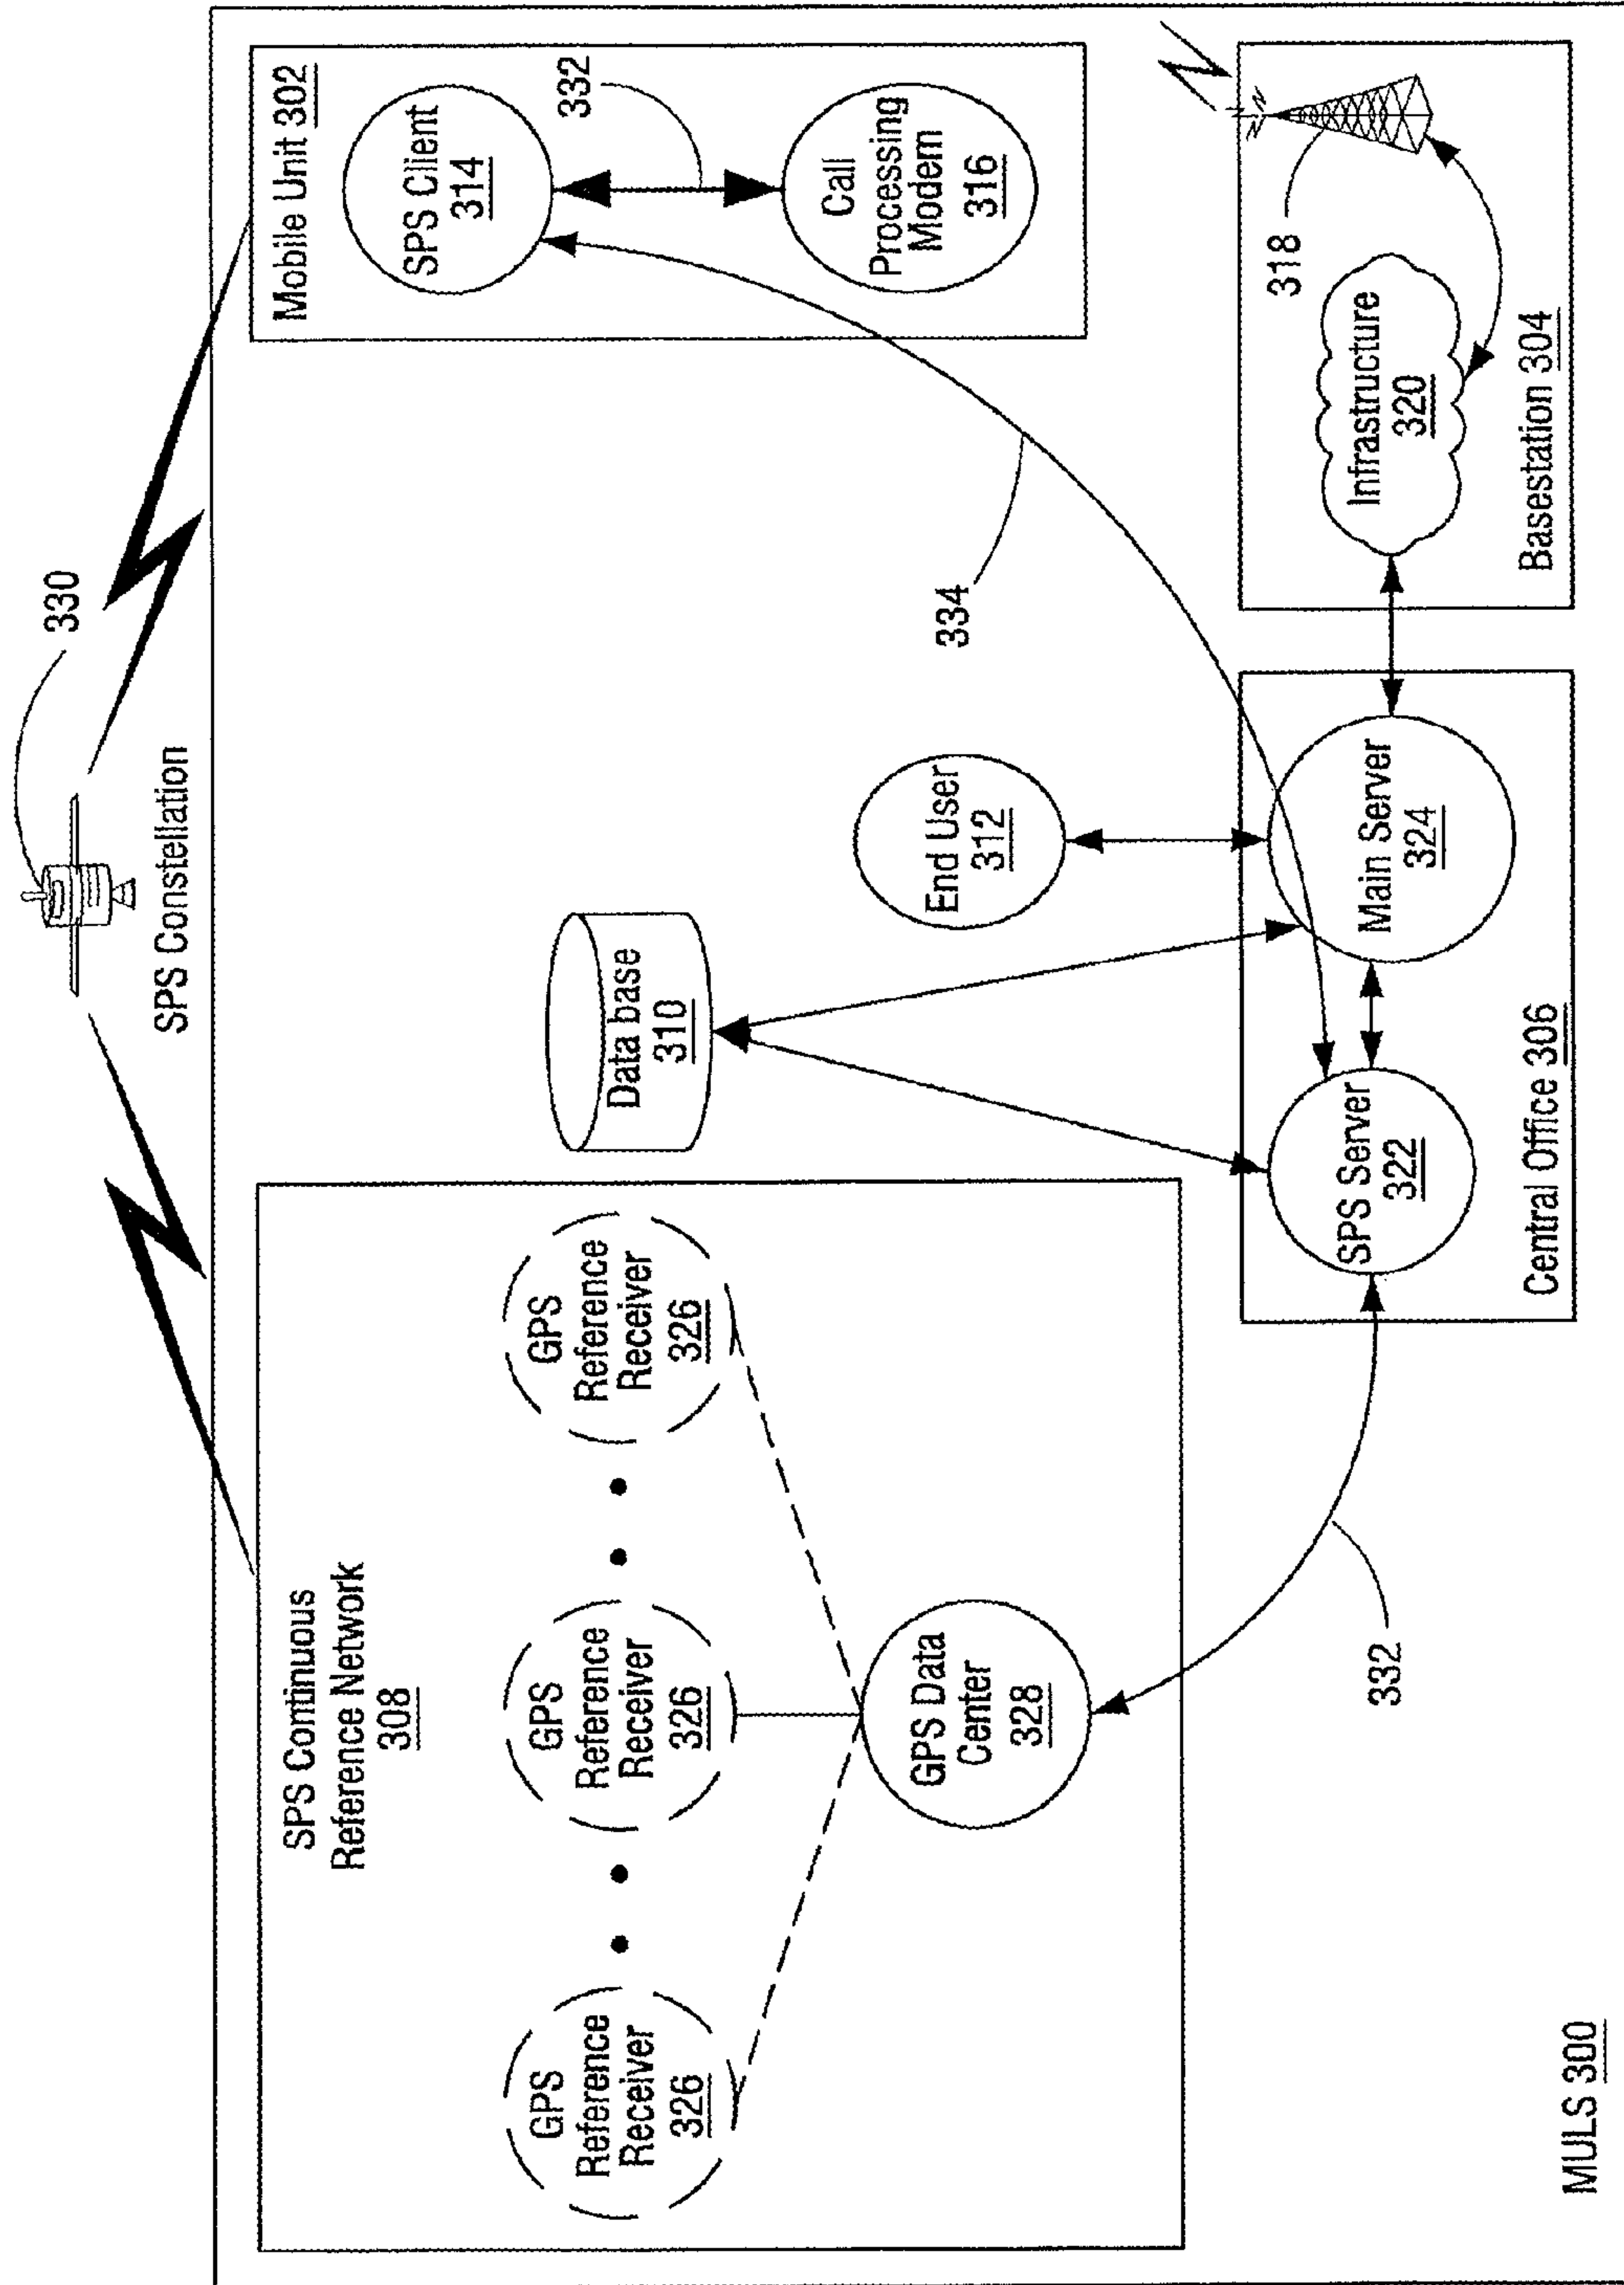 330
SPS Constellation
SPS Continuous
Reference Network
308
GPS
Reference
Receiver
326
GPS
Reference
Receiver
326
GPS
Reference
Receiver
326
GPS Data
Center
328
332
Data base
310
End User
312
334
Mobile Unit 302
SPS Client
314
332
Call
Processing
Modem
316
SPS Server
322
Main Server
324
Central Office 306
Infrastructure
320
318
Basestation 304
MULS 300